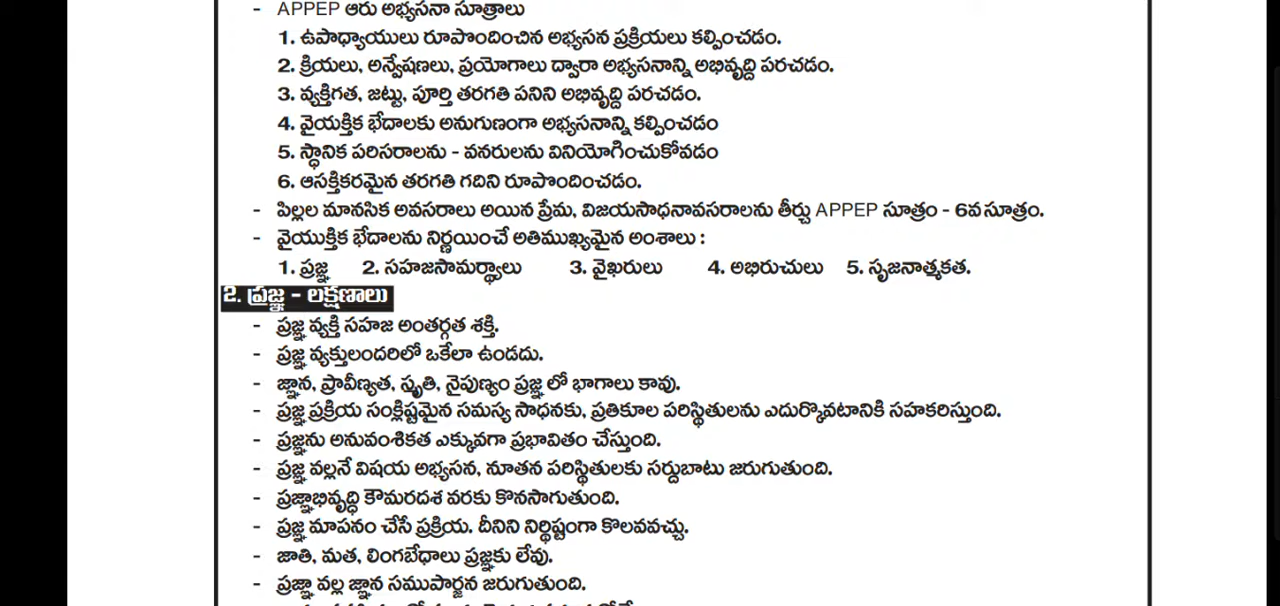 - APPEP ఆరు అభ్యసనా సూత్రాలు
1. ఉపాధ్యాయులు రూపొందించిన అభ్యసన ప్రక్రియలు కల్పించడం.
2. క్రియలు, అన్వేషణలు, ప్రయోగాలు ద్వారా అభ్యసనాన్ని అభివృద్ధి పరచడం.
3. వ్యక్తిగత, జట్టు, పూర్తి తరగతి పనిని అభివృద్ధి పరచడం.
4. వైయక్తిక భేదాలకు అనుగుణంగా అభ్యసనాన్ని కల్పించడం
5. స్థానిక పరిసరాలను - వనరులను వినియోగించుకోవడం
6. ఆసక్తికరమైన తరగతి గదిని రూపొందించడం.
- పిల్లల మానసిక అవసరాలు అయిన ప్రేమ, విజయసాధనావసరాలను తీర్చు APPEP సూత్రం - 6వ సూత్రం.
- వైయుక్తిక భేదాలను నిర్ణయించే అతిముఖ్యమైన అంశాలు :
1. ప్రజ్ఞ 2. సహజసామర్థ్యాలు 3. వైఖరులు 4. అభిరుచులు 5. సృజనాత్మకత.
2. ప్రజ్ఞ - లక్షణాలు
- ప్రజ్ఞ వ్యక్తి సహజ అంతర్గత శక్తి.
- ప్రజ్ఞ వ్యక్తులందరిలో ఒకేలా ఉండదు.
- జ్ఞాన, ప్రావీణ్యత, స్మృతి, నైపుణ్యం ప్రజ్ఞ లో భాగాలు కావు.
- ప్రజ్ఞ ప్రక్రియ సంక్లిష్టమైన సమస్య సాధనకు, ప్రతికూల పరిస్థితులను ఎదుర్కొవటానికి సహకరిస్తుంది.
- ప్రజ్ఞను అనువంశికత ఎక్కువగా ప్రభావితం చేస్తుంది.
- ప్రజ్ఞ వల్లనే విషయ అభ్యసన, నూతన పరిస్థితులకు సర్దుబాటు జరుగుతుంది.
- ప్రజ్ఞాభివృద్ధి కౌమరదశ వరకు కొనసాగుతుంది.
- ప్రజ్ఞ మాపనం చేసే ప్రక్రియ. దీనిని నిర్థిష్టంగా కొలవవచ్చు.
- జాతి, మత, లింగబేధాలు ప్రజ్ఞకు లేవు.
- ప్రజ్ఞా వల్ల జ్ఞాన సముపార్జన జరుగుతుంది.